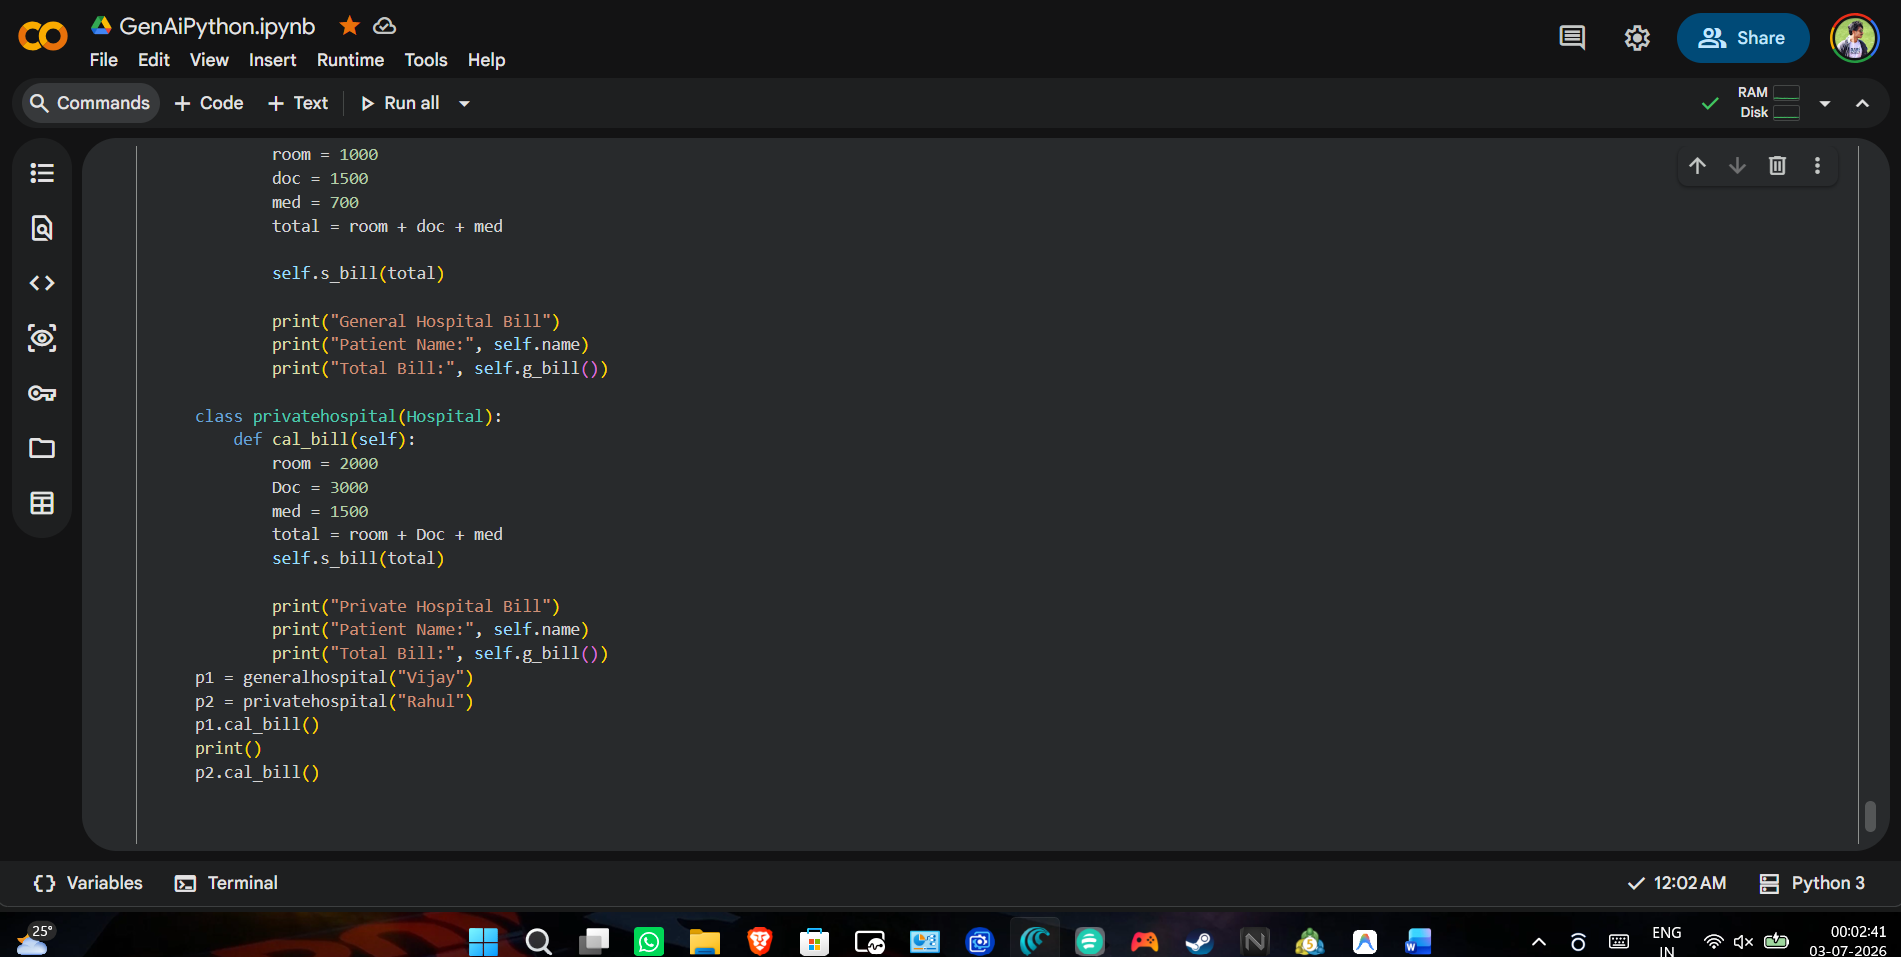 GenAiPython.ipynb
File Edit View Insert Runtime Tools Help
Share
Commands + Code + Text Run all
RAM
Disk
room = 1000
doc = 1500
med = 700
total = room + doc + med
self.s_bill(total)
print("General Hospital Bill")
print("Patient Name:", self.name)
print("Total Bill:", self.g_bill())
class privatehospital(Hospital):
def cal_bill(self):
room = 2000
Doc = 3000
med = 1500
total = room + Doc + med
self.s_bill(total)
print("Private Hospital Bill")
print("Patient Name:", self.name)
print("Total Bill:", self.g_bill())
p1 = generalhospital("Vijay")
p2 = privatehospital("Rahul")
p1.cal_bill()
print()
p2.cal_bill()
{} Variables Terminal
12:02 AM Python 3
25°
ENG
IN
00:02:41
03-07-2026